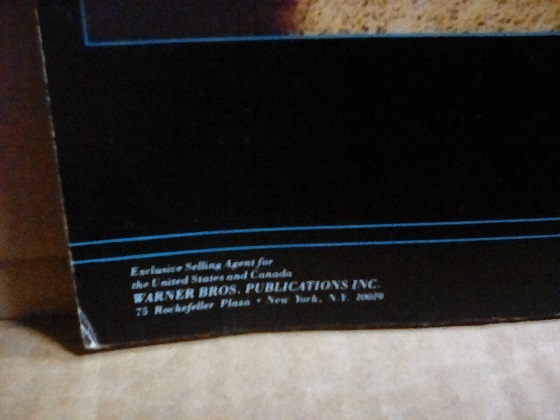 Exclusive Selling Agent for
the United States and Canada
WARNER BROS. PUBLICATIONS INC.
75 Rockefeller Plaza • New York, N.Y. 10019